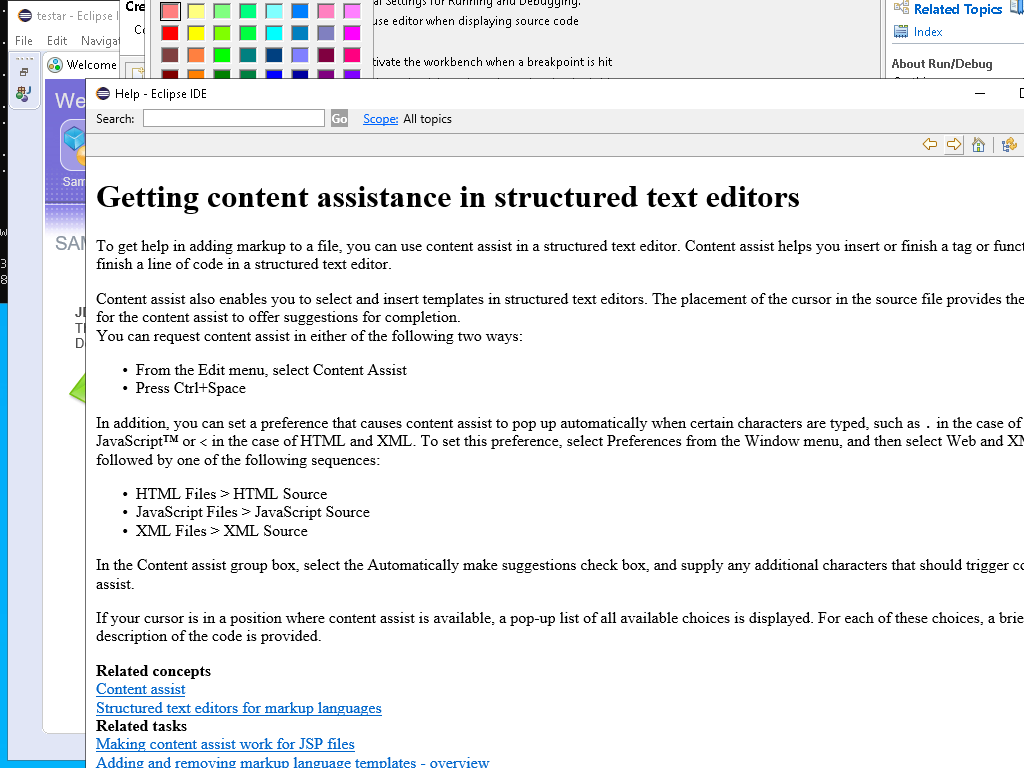 testar - Eclipse I
Cre
al Settings for Running and Debugging.
Related Topics
use editor when displaying source code
Index
File Edit Naviga
Welcome
tivate the workbench when a breakpoint is hit
About Run/Debug
Help - Eclipse IDE
Search: Go Scope: All topics
We
Sam
SAM
Getting content assistance in structured text editors
To get help in adding markup to a file, you can use content assist in a structured text editor. Content assist helps you insert or finish a tag or funct
finish a line of code in a structured text editor.
Content assist also enables you to select and insert templates in structured text editors. The placement of the cursor in the source file provides the
for the content assist to offer suggestions for completion.
You can request content assist in either of the following two ways:
• From the Edit menu, select Content Assist
• Press Ctrl+Space
In addition, you can set a preference that causes content assist to pop up automatically when certain characters are typed, such as . in the case of
JavaScript™ or < in the case of HTML and XML. To set this preference, select Preferences from the Window menu, and then select Web and XM
followed by one of the following sequences:
• HTML Files > HTML Source
• JavaScript Files > JavaScript Source
• XML Files > XML Source
In the Content assist group box, select the Automatically make suggestions check box, and supply any additional characters that should trigger co
assist.
If your cursor is in a position where content assist is available, a pop-up list of all available choices is displayed. For each of these choices, a brie
description of the code is provided.
Related concepts
Content assist
Structured text editors for markup languages
Related tasks
Making content assist work for JSP files
Adding and removing markup language templates - overview